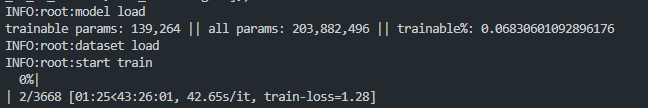 INFO:root:model load
trainable params: 139,264 || all params: 203,882,496 || trainable%: 0.06830601092896176
INFO:root:dataset load
INFO:root:start train
0%|
| 2/3668 [01:25<43:26:01, 42.65s/it, train-loss=1.28]